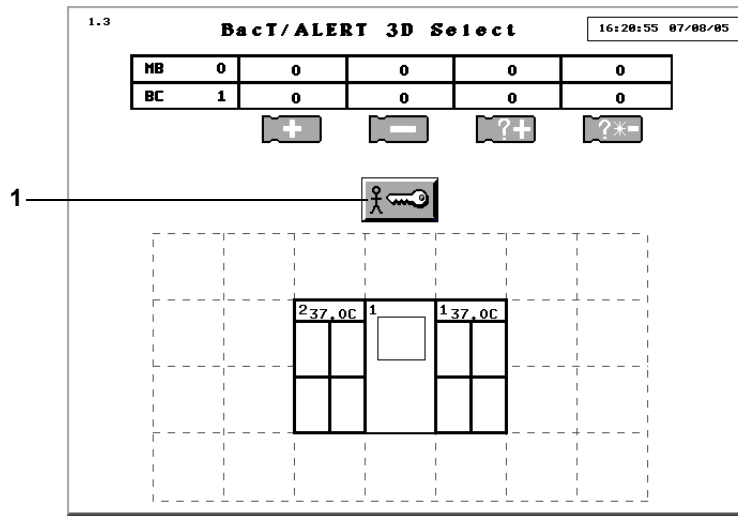 1.3 BacT/ALERT 3D Select 16:20:55 07/08/05
MB 0 0 0 0 0
BC 1 0 0 0 0
+ − ?+ ?*-
1
2 37.0C 1 1 37.0C